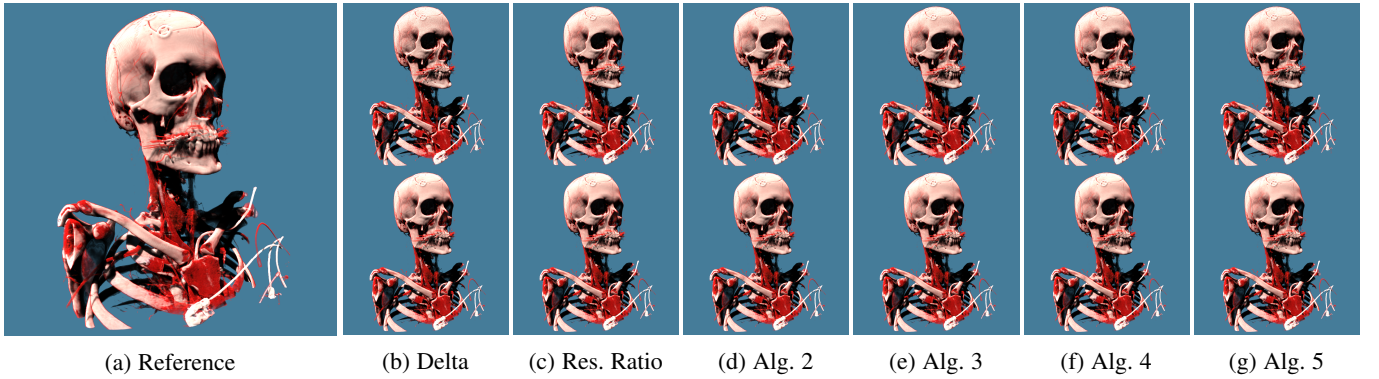 (a) Reference
(b) Delta
(c) Res. Ratio
(d) Alg. 2
(e) Alg. 3
(f) Alg. 4
(g) Alg. 5